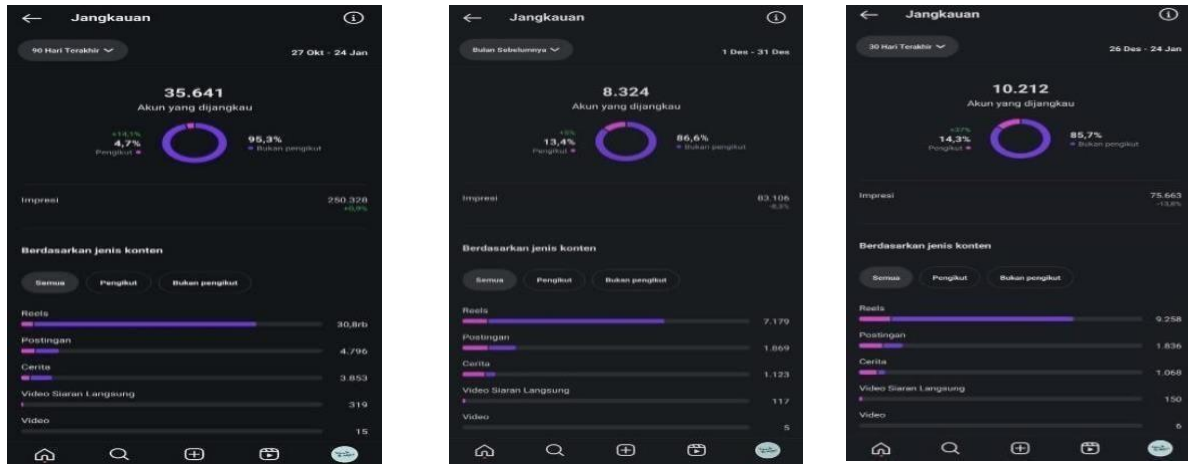 Jangkauan
90 Hari Terakhir
27 Okt - 24 Jan
35.641
Akun yang dijangkau
+14,1%
4,7%
Pengikut
95,3%
Bukan pengikut
Impresi
250.328
+0,9%
Berdasarkan jenis konten
Semua Pengikut Bukan pengikut
Reels
30,8rb
Postingan
4.796
Cerita
3.853
Video Siaran Langsung
319
Video
15
Jangkauan
Bulan Sebelumnya
1 Des - 31 Des
8.324
Akun yang dijangkau
13,4%
Pengikut
86,6%
Bukan pengikut
Impresi
83.106
Berdasarkan jenis konten
Semua Pengikut Bukan pengikut
Reels
7.179
Postingan
1.869
Cerita
1.123
Video Siaran Langsung
117
Video
5
Jangkauan
30 Hari Terakhir
26 Des - 24 Jan
10.212
Akun yang dijangkau
+37%
14,3%
Pengikut
85,7%
Bukan pengikut
Impresi
75.663
Berdasarkan jenis konten
Semua Pengikut Bukan pengikut
Reels
9.258
Postingan
1.836
Cerita
1.068
Video Siaran Langsung
150
Video
6